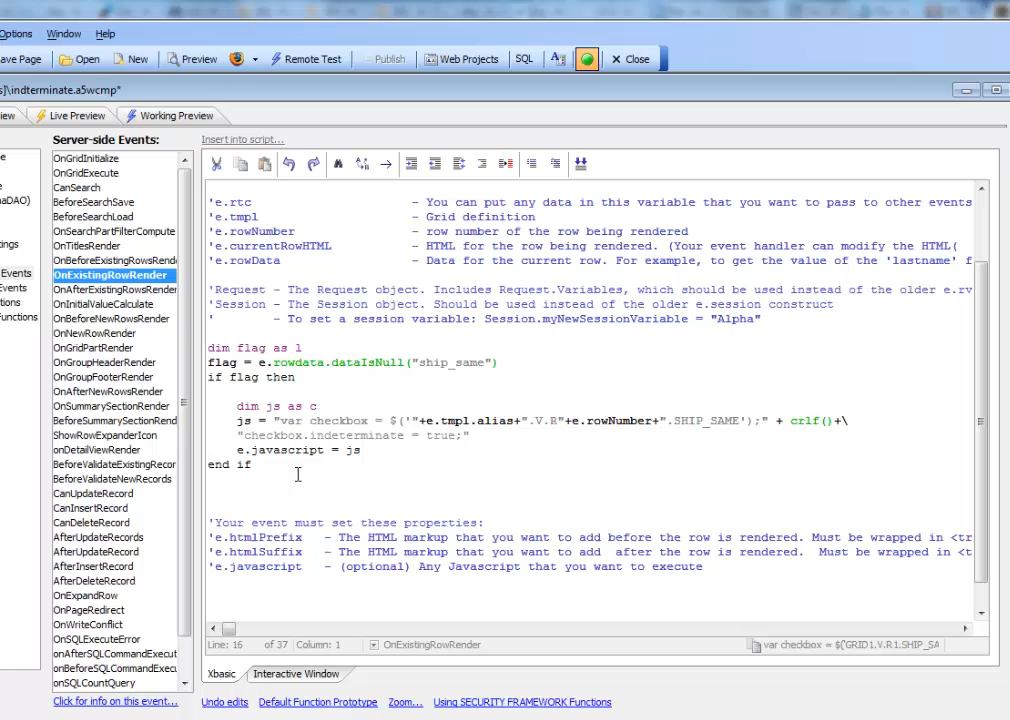 Options Window Help
ave Page Open New Preview Remote Test Publish Web Projects SQL Close
s]\indterminate.a5wcmp*
iew Live Preview Working Preview
e
e
naDAO)
tings
Events
Events
tions
Functions
Server-side Events:
OnGridInitialize
OnGridExecute
CanSearch
BeforeSearchSave
BeforeSearchLoad
OnSearchPartFilterCompute
OnTitlesRender
OnBeforeExistingRowsRend
OnExistingRowRender
OnAfterExistingRowsRender
OnInitialValueCalculate
OnBeforeNewRowsRender
OnNewRowRender
OnGridPartRender
OnGroupHeaderRender
OnGroupFooterRender
OnAfterNewRowsRender
OnSummarySectionRender
BeforeSummarySectionRend
ShowRowExpanderIcon
onDetailViewRender
BeforeValidateExistingRecor
BeforeValidateNewRecords
CanUpdateRecord
CanInsertRecord
CanDeleteRecord
AfterUpdateRecords
AfterUpdateRecord
AfterInsertRecord
AfterDeleteRecord
OnExpandRow
OnPageRedirect
OnWriteConflict
OnSQLExecuteError
onAfterSQLCommandExecut
onBeforeSQLCommandExecu
onSQLCountQuery
Click for info on this event...
Insert into script...
'e.rtc - You can put any data in this variable that you want to pass to other events
'e.tmpl - Grid definition
'e.rowNumber - row number of the row being rendered
'e.currentRowHTML - HTML for the row being rendered. (Your event handler can modify the HTML(
'e.rowData - Data for the current row. For example, to get the value of the 'lastname' f
'Request - The Request object. Includes Request.Variables, which should be used instead of the older e.rv
'Session - The Session object. Should be used instead of the older e.session construct
' - To set a session variable: Session.myNewSessionVariable = "Alpha"
dim flag as l
flag = e.rowdata.dataIsNull("ship_same")
if flag then
dim js as c
js = "var checkbox = $('"+e.tmpl.alias+".V.R"+e.rowNumber+".SHIP_SAME');" + crlf()+\
"checkbox.indeterminate = true;"
e.javascript = js
end if
'Your event must set these properties:
'e.htmlPrefix - The HTML markup that you want to add before the row is rendered. Must be wrapped in <tr
'e.htmlSuffix - The HTML markup that you want to add after the row is rendered. Must be wrapped in <t
'e.javascript - (optional) Any Javascript that you want to execute
Line: 16 of 37 Column: 1 OnExistingRowRender var checkbox = $('GRID1.V.R1.SHIP_SA
Xbasic Interactive Window
Undo edits Default Function Prototype Zoom... Using SECURITY FRAMEWORK Functions